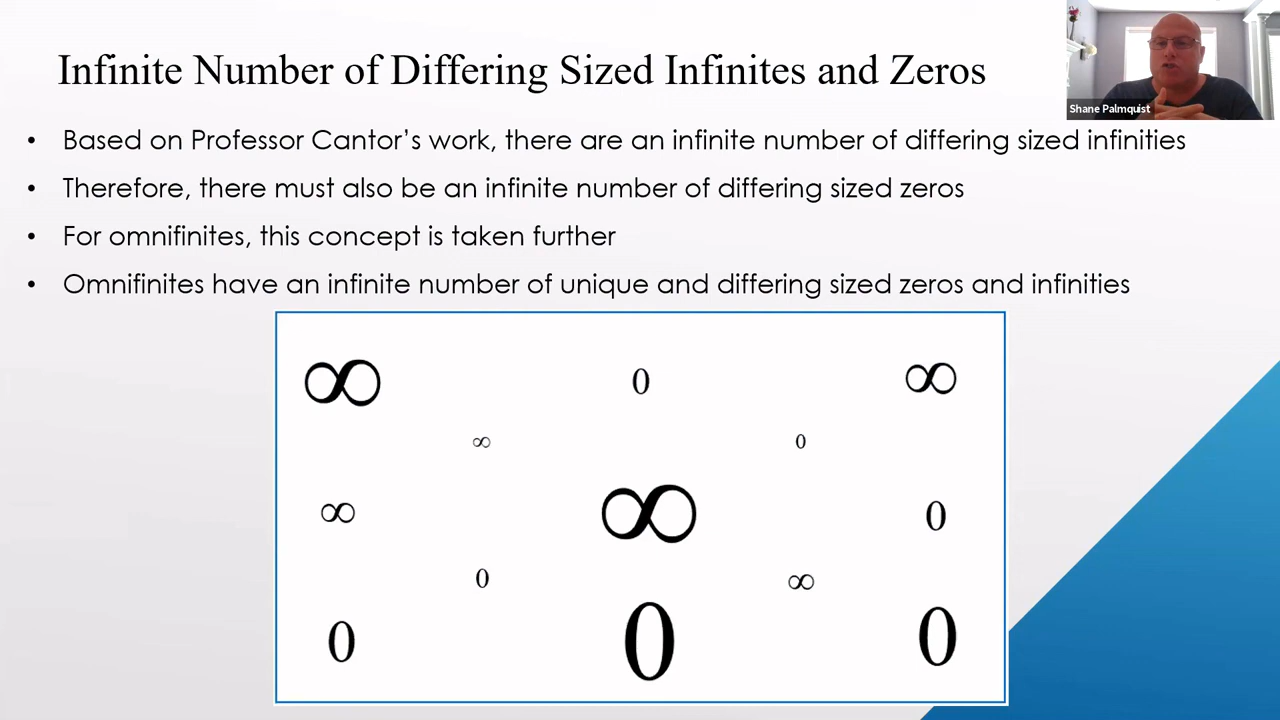 Infinite Number of Differing Sized Infinites and Zeros
Shane Palmquist
• Based on Professor Cantor’s work, there are an infinite number of differing sized infinities
• Therefore, there must also be an infinite number of differing sized zeros
• For omnifinites, this concept is taken further
• Omnifinites have an infinite number of unique and differing sized zeros and infinities
∞ 0 ∞
∞ 0
∞ ∞ 0
0 ∞
0 0 0